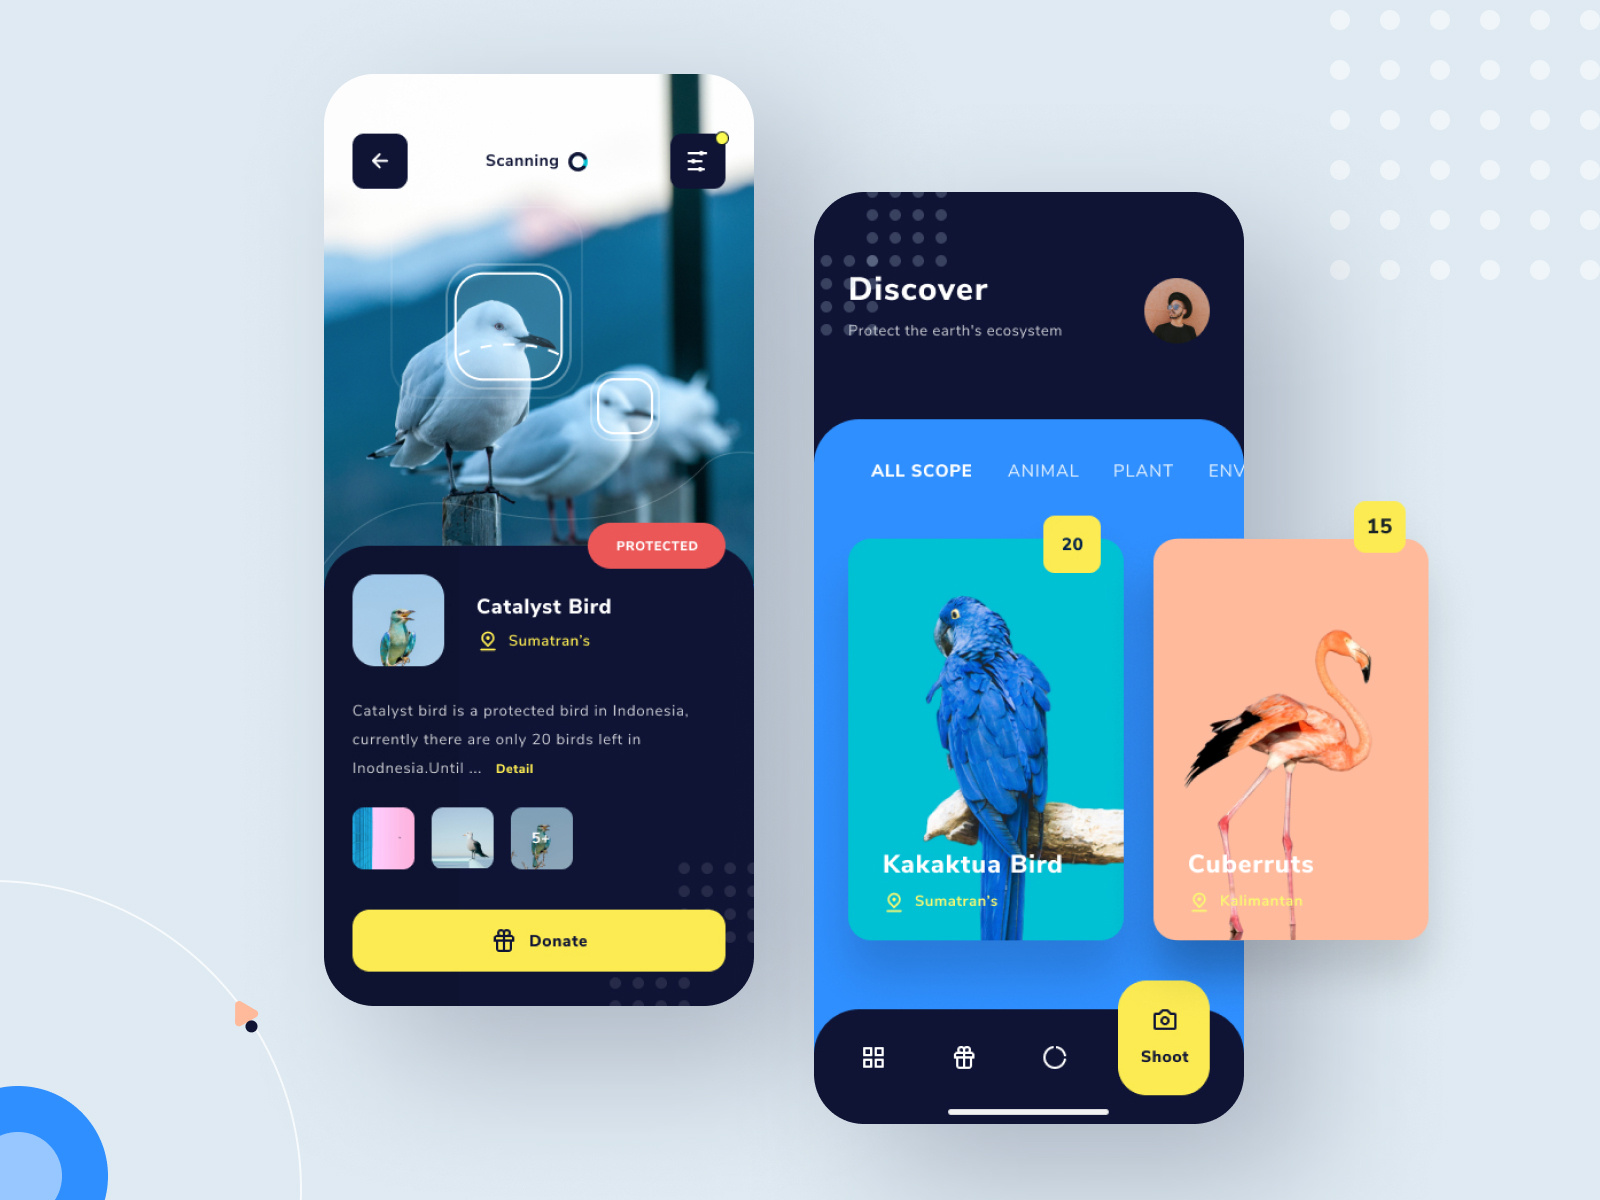 Scanning
PROTECTED
Catalyst Bird
Sumatran's
Catalyst bird is a protected bird in Indonesia,
currently there are only 20 birds left in
Inodnesia.Until ... Detail
5+
Donate
Discover
Protect the earth's ecosystem
ALL SCOPE ANIMAL PLANT ENV
20
15
Kakaktua Bird
Sumatran's
Cuberruts
Kalimantan
Shoot